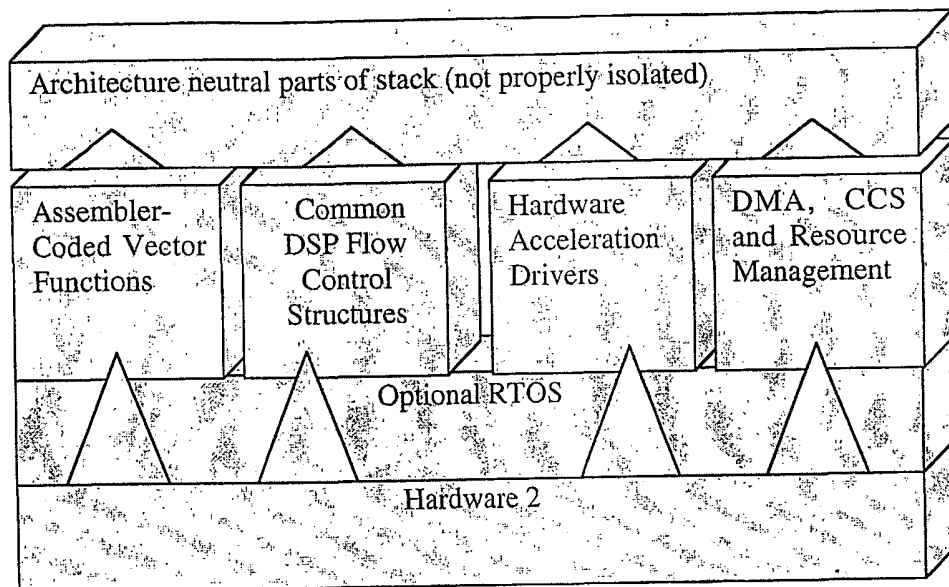 Architecture neutral parts of stack (not properly isolated)
Assembler-
Coded Vector
Functions
Common
DSP Flow
Control
Structures
Hardware
Acceleration
Drivers
DMA, CCS
and Resource
Management
Optional RTOS
Hardware 2